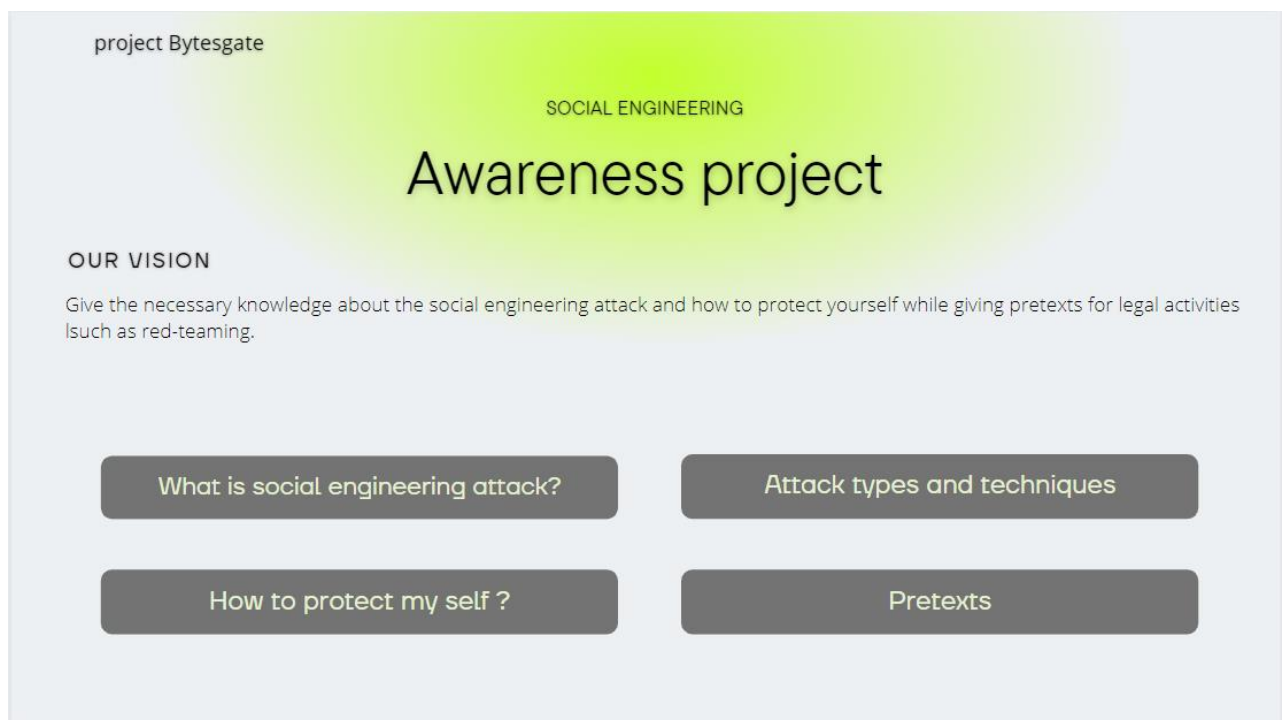 project Bytesgate
SOCIAL ENGINEERING
Awareness project
OUR VISION
Give the necessary knowledge about the social engineering attack and how to protect yourself while giving pretexts for legal activities
lsuch as red-teaming.
What is social engineering attack?
Attack types and techniques
How to protect my self ?
Pretexts